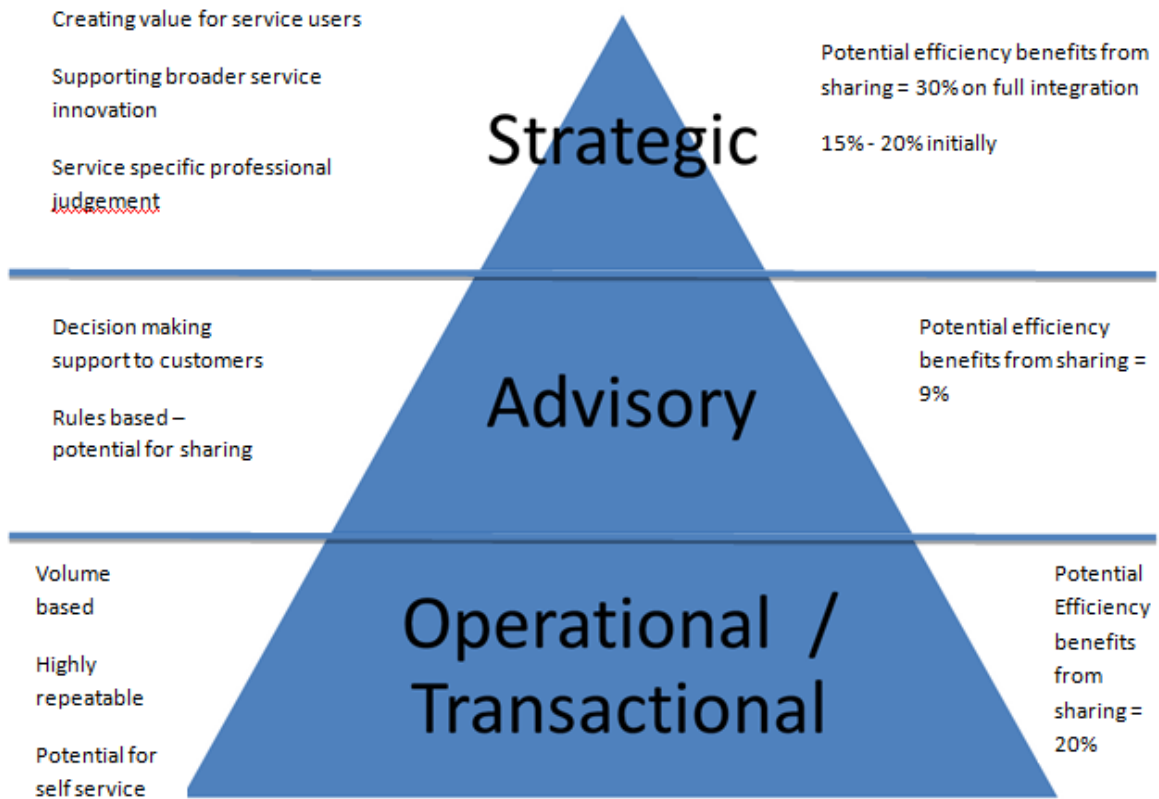 Creating value for service users
Supporting broader service
innovation
Service specific professional
judgement
Strategic
Potential efficiency benefits from
sharing = 30% on full integration
15% - 20% initially
Decision making
support to customers
Rules based –
potential for sharing
Advisory
Potential efficiency
benefits from sharing =
9%
Volume
based
Highly
repeatable
Potential for
self service
Operational /
Transactional
Potential
Efficiency
benefits
from
sharing =
20%